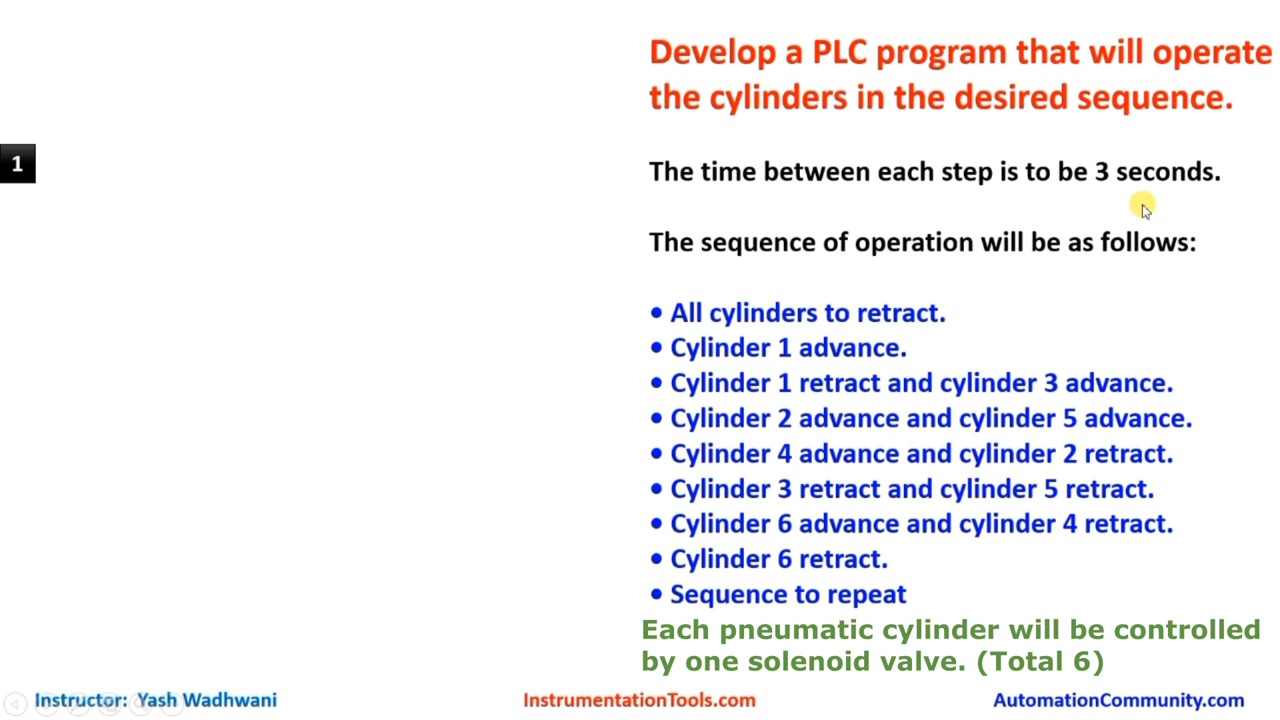 Develop a PLC program that will operate
the cylinders in the desired sequence.
1
The time between each step is to be 3 seconds.
The sequence of operation will be as follows:
• All cylinders to retract.
• Cylinder 1 advance.
• Cylinder 1 retract and cylinder 3 advance.
• Cylinder 2 advance and cylinder 5 advance.
• Cylinder 4 advance and cylinder 2 retract.
• Cylinder 3 retract and cylinder 5 retract.
• Cylinder 6 advance and cylinder 4 retract.
• Cylinder 6 retract.
• Sequence to repeat
Each pneumatic cylinder will be controlled
by one solenoid valve. (Total 6)
Instructor: Yash Wadhwani InstrumentationTools.com AutomationCommunity.com